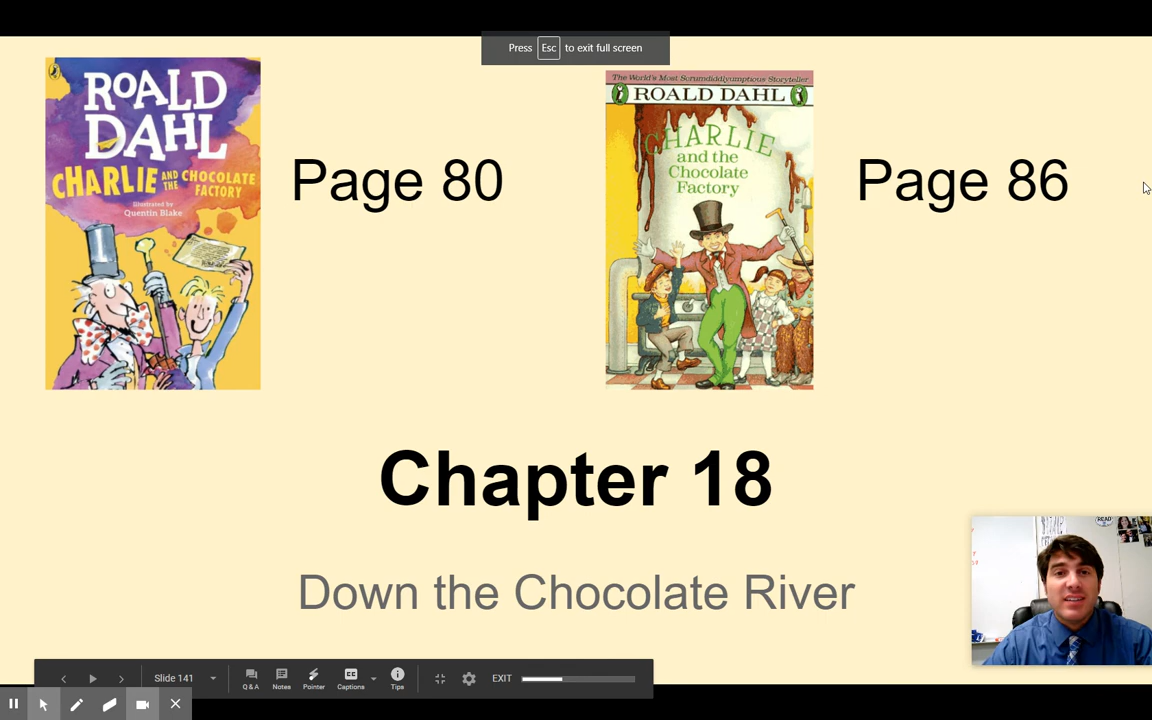 Press Esc to exit full screen
ROALD
DAHL
CHARLIE AND THE CHOCOLATE
FACTORY
Illustrated by
Quentin Blake
Page 80
The World's Most Scrumdiddlyumptious Storyteller
ROALD DAHL
CHARLIE
and the
Chocolate
Factory
Page 86
Chapter 18
Down the Chocolate River
READ
Slide 141
Q&A
Notes
Pointer
CC
Captions
Tips
EXIT